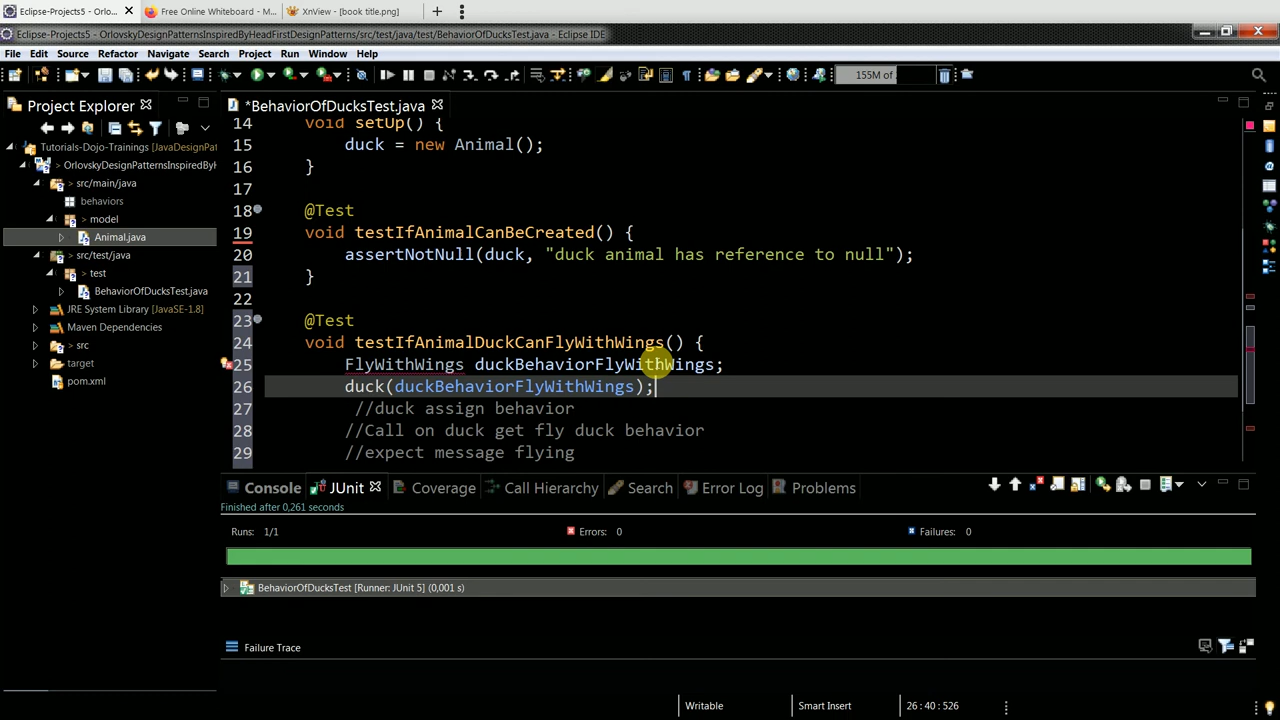 Eclipse-Projects5 - Orlo...
Free Online Whiteboard - M...
XnView - [book title.png]
Eclipse-Projects5 - OrlovskyDesignPatternsInspiredByHeadFirstDesignPatterns/src/test/java/test/BehaviorOfDucksTest.java - Eclipse IDE
File Edit Source Refactor Navigate Search Project Run Window Help
155M of
Project Explorer
*BehaviorOfDucksTest.java
Tutorials-Dojo-Trainings [JavaDesignPat
OrlovskyDesignPatternsInspiredByH
> src/main/java
behaviors
> model
Animal.java
> src/test/java
> test
BehaviorOfDucksTest.java
JRE System Library [JavaSE-1.8]
Maven Dependencies
> src
target
pom.xml
14 void setUp() {
15 duck = new Animal();
16 }
17
18 @Test
19 void testIfAnimalCanBeCreated() {
20 assertNotNull(duck, "duck animal has reference to null");
21 }
22
23 @Test
24 void testIfAnimalDuckCanFlyWithWings() {
25 FlyWithWings duckBehaviorFlyWithWings;
26 duck(duckBehaviorFlyWithWings);
27 //duck assign behavior
28 //Call on duck get fly duck behavior
29 //expect message flying
Console JUnit Coverage Call Hierarchy Search Error Log Problems
Finished after 0,261 seconds
Runs: 1/1 Errors: 0 Failures: 0
BehaviorOfDucksTest [Runner: JUnit 5] (0,001 s)
Failure Trace
Writable Smart Insert 26 : 40 : 526